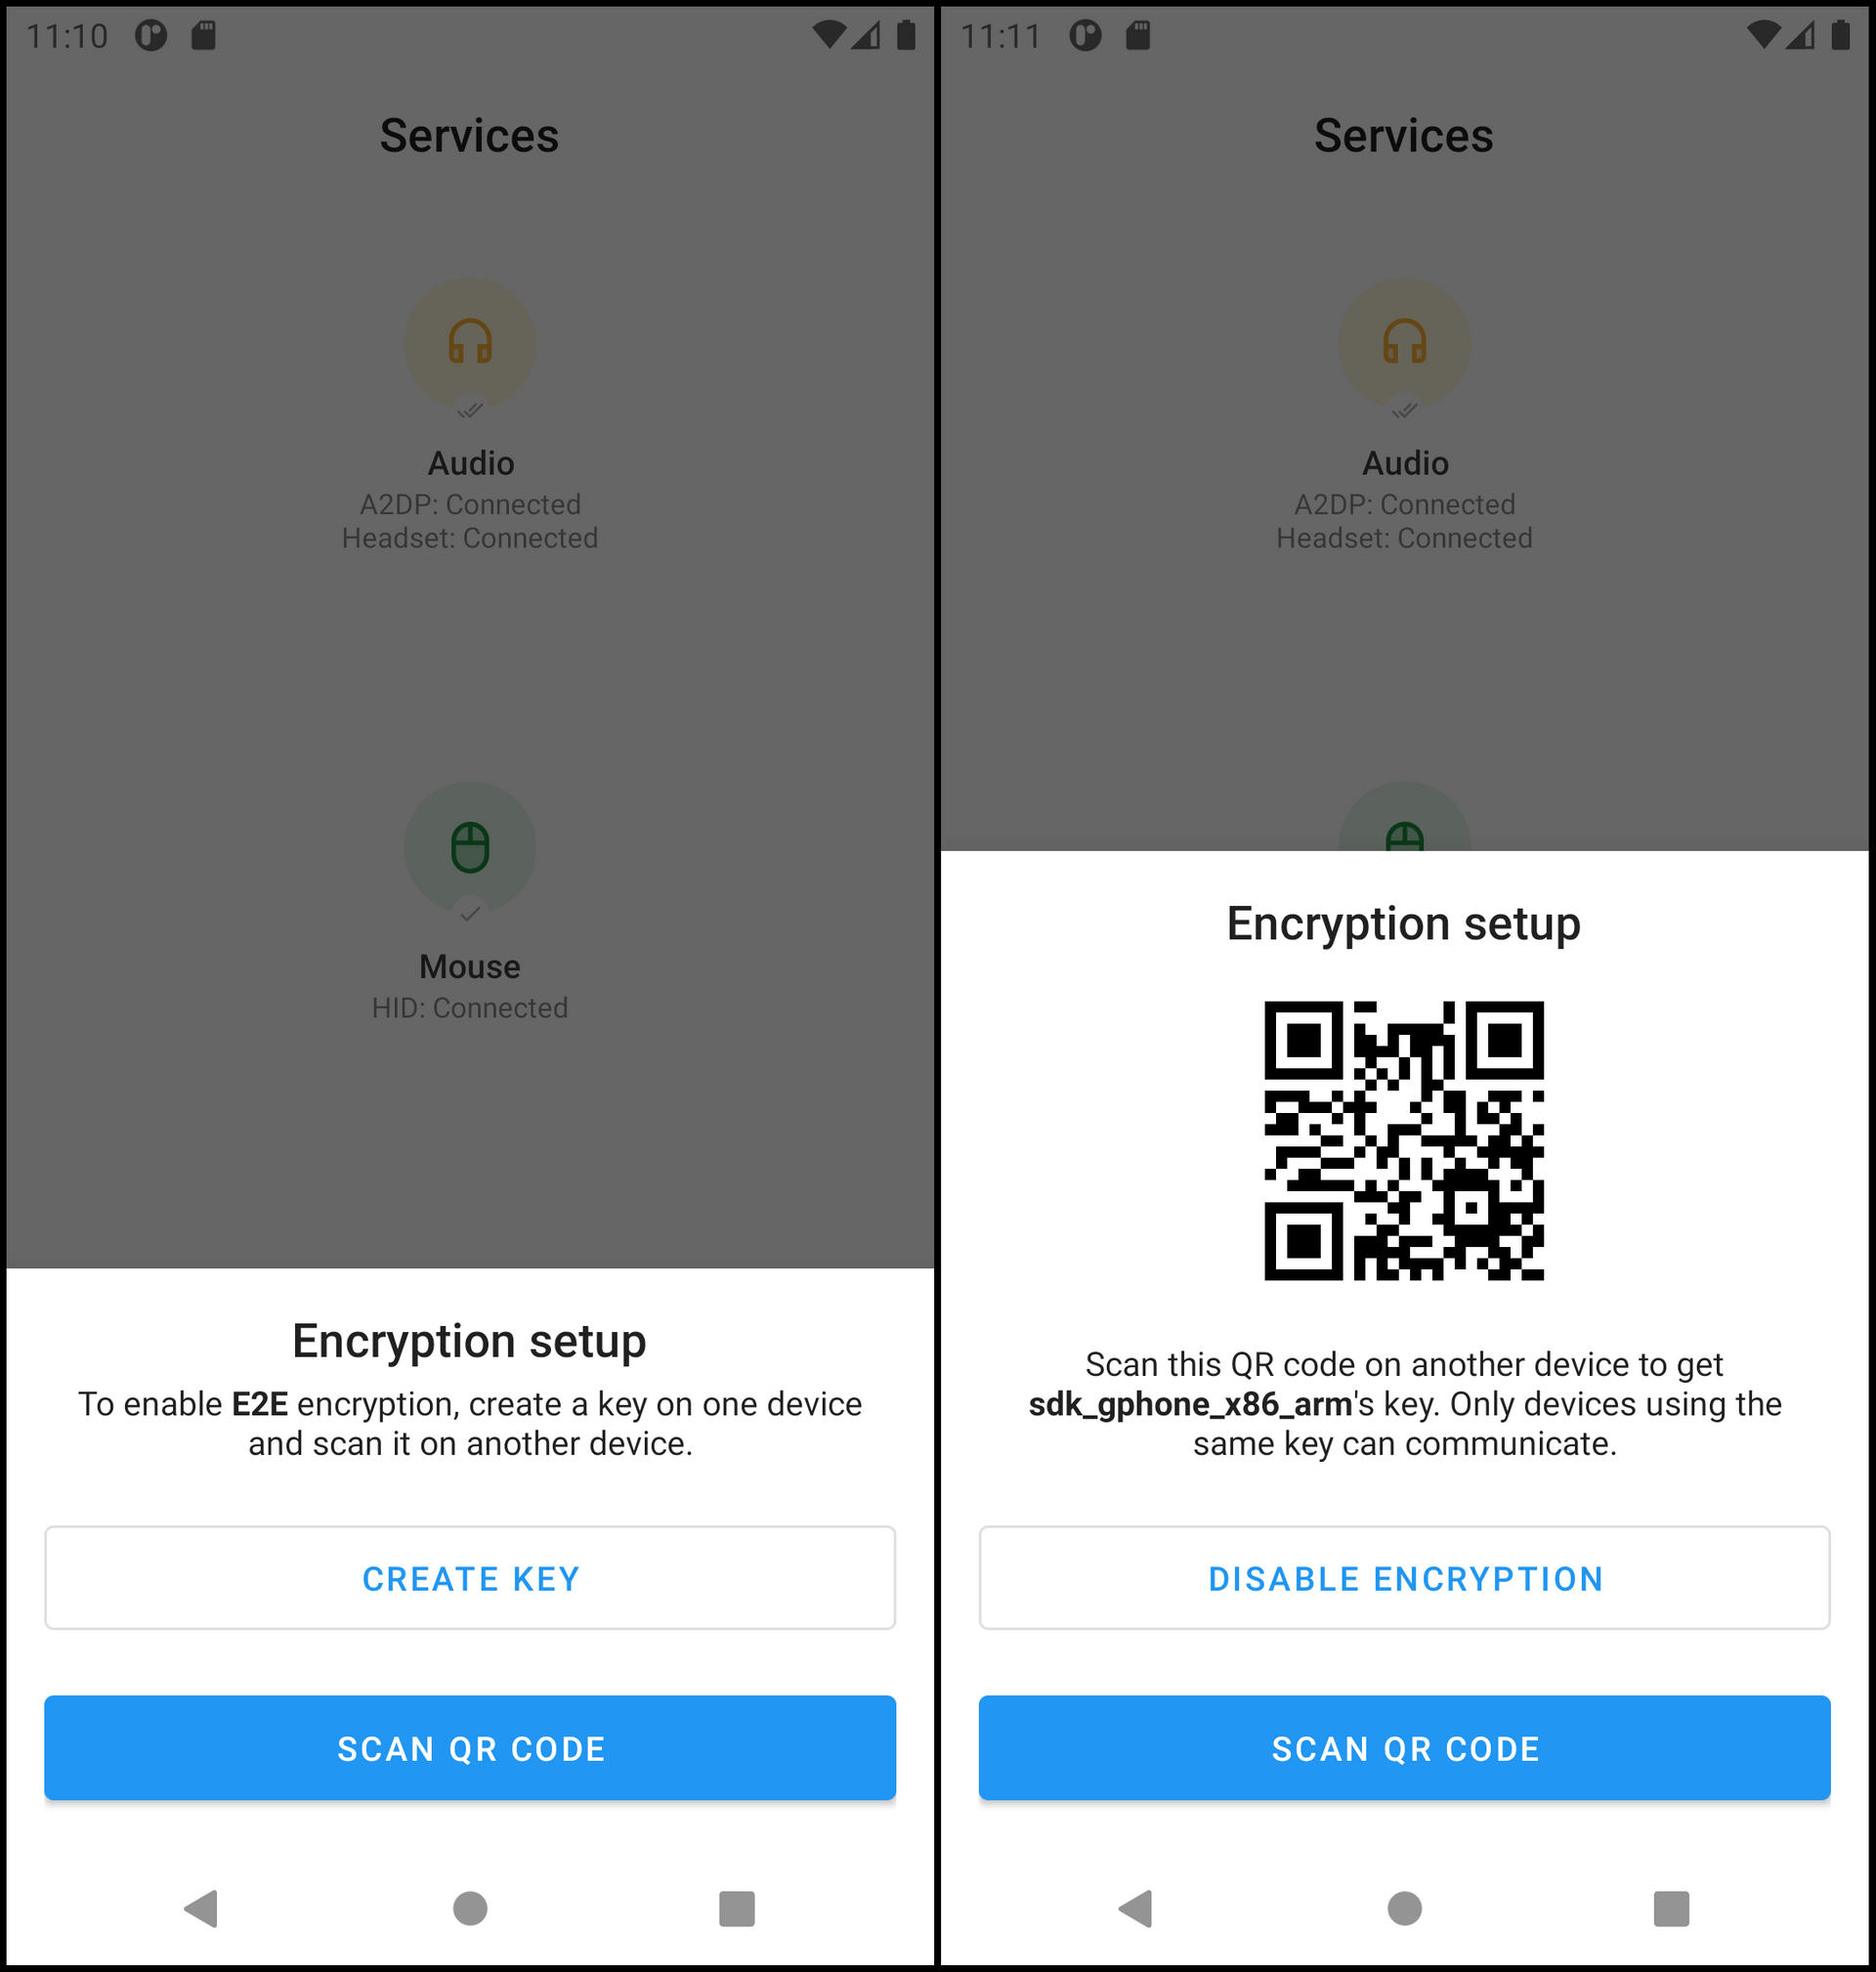 11:10
Services
Audio
A2DP: Connected
Headset: Connected
Mouse
HID: Connected
Encryption setup
To enable E2E encryption, create a key on one device
and scan it on another device.
CREATE KEY
SCAN QR CODE
11:11
Services
Audio
A2DP: Connected
Headset: Connected
Encryption setup
Scan this QR code on another device to get
sdk_gphone_x86_arm's key. Only devices using the
same key can communicate.
DISABLE ENCRYPTION
SCAN QR CODE